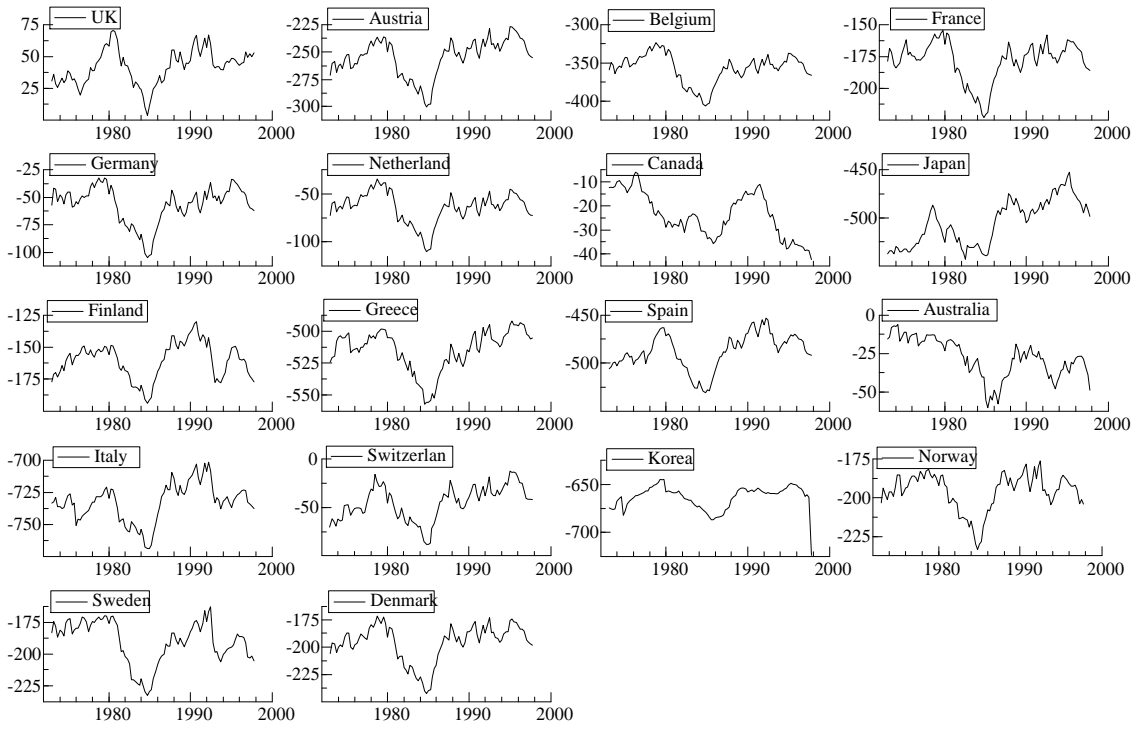 UK
75
50
25
1980 1990 2000
Austria
-225
-250
-275
-300
1980 1990 2000
Belgium
-300
-350
-400
1980 1990 2000
France
-150
-175
-200
1980 1990 2000
Germany
-25
-50
-75
-100
1980 1990 2000
Netherland
-50
-100
1980 1990 2000
Canada
-10
-20
-30
-40
1980 1990 2000
Japan
-450
-500
1980 1990 2000
Finland
-125
-150
-175
1980 1990 2000
Greece
-500
-525
-550
1980 1990 2000
Spain
-450
-500
1980 1990 2000
Australia
0
-25
-50
1980 1990 2000
Italy
-700
-725
-750
1980 1990 2000
Switzerlan
0
-50
1980 1990 2000
Korea
-650
-700
1980 1990 2000
Norway
-175
-200
-225
1980 1990 2000
Sweden
-175
-200
-225
1980 1990 2000
Denmark
-175
-200
-225
1980 1990 2000